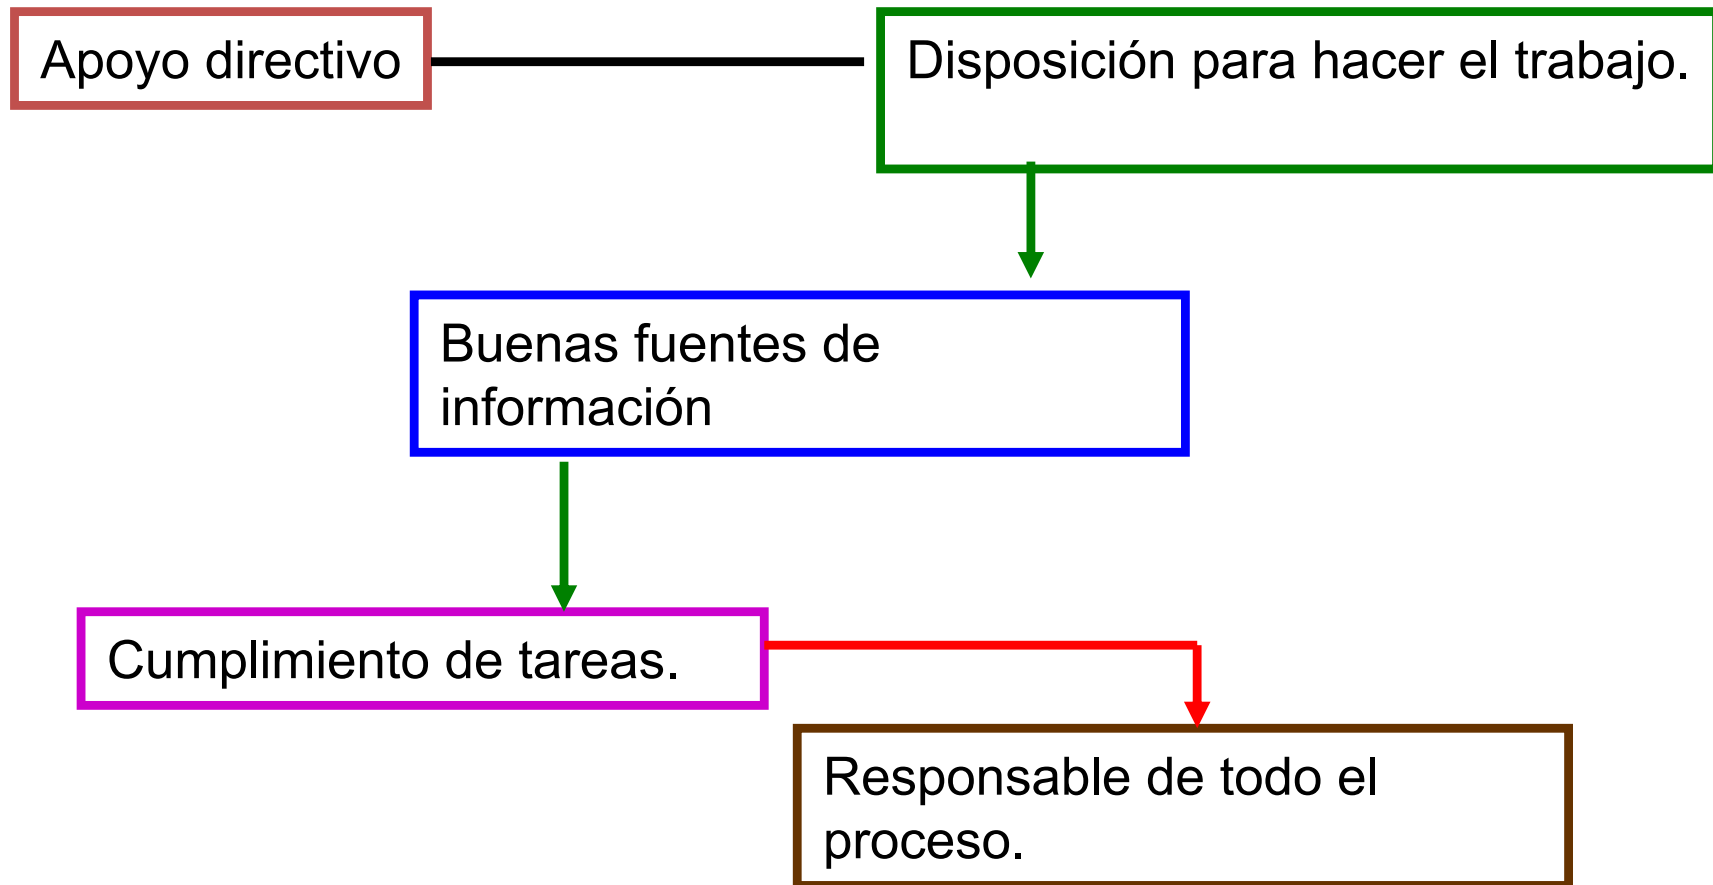 Apoyo directivo
Disposición para hacer el trabajo.
Buenas fuentes de
información
Cumplimiento de tareas.
Responsable de todo el
proceso.